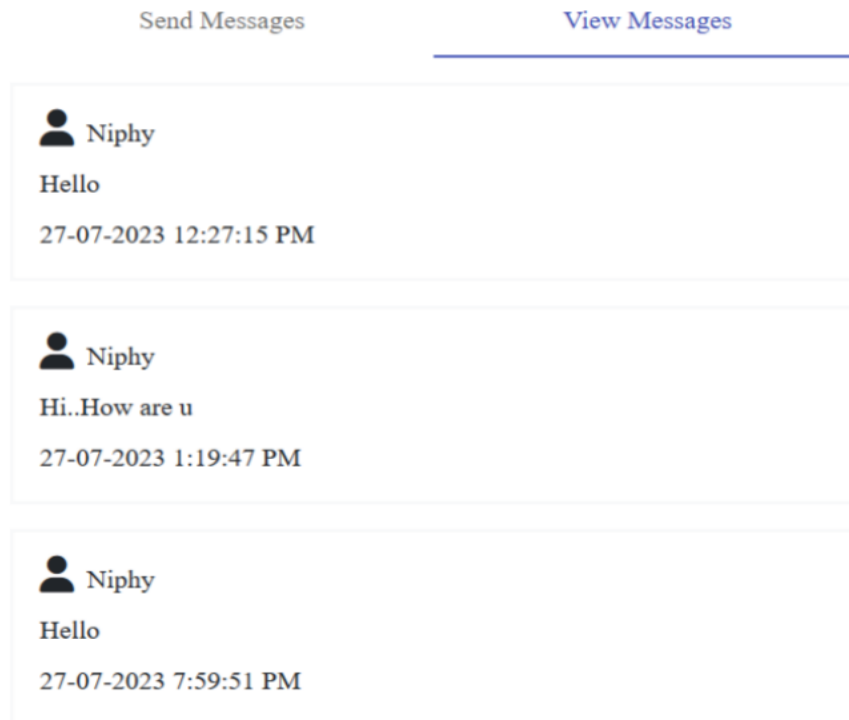 Send Messages View Messages
Niphy
Hello
27-07-2023 12:27:15 PM
Niphy
Hi..How are u
27-07-2023 1:19:47 PM
Niphy
Hello
27-07-2023 7:59:51 PM